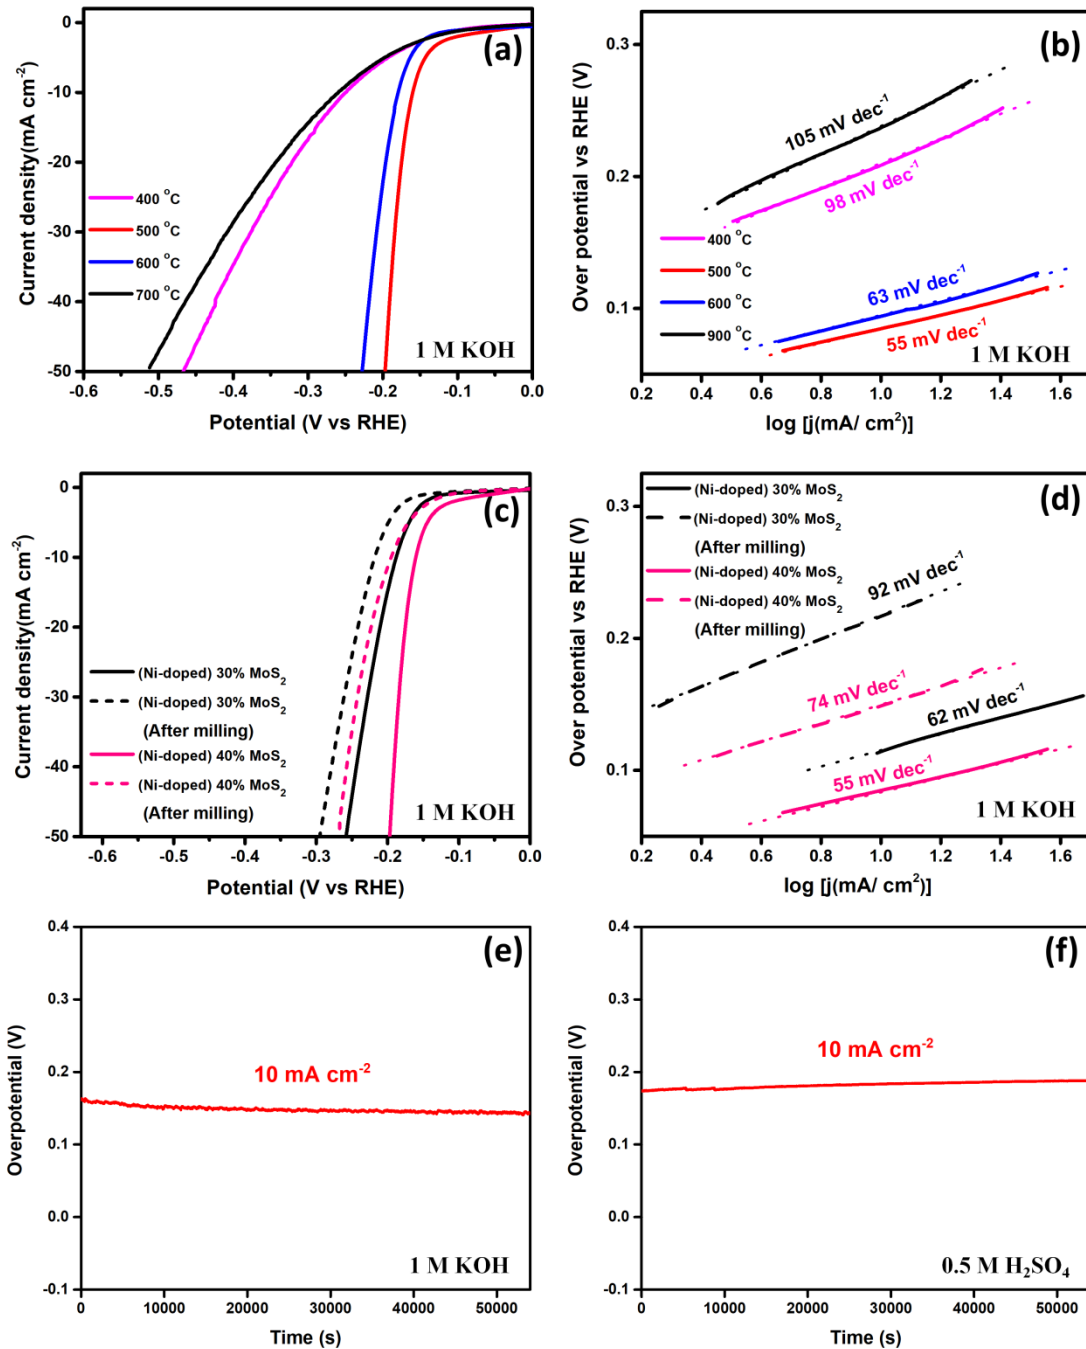 (a)
0
-10
-20
-30
-40
-50
Current density(mA cm⁻²)
400 °C
500 °C
600 °C
700 °C
1 M KOH
-0.6 -0.5 -0.4 -0.3 -0.2 -0.1 0.0
Potential (V vs RHE)
(b)
0.3
0.2
0.1
Over potential vs RHE (V)
105 mV dec⁻¹
98 mV dec⁻¹
400 °C
500 °C
600 °C
900 °C
63 mV dec⁻¹
55 mV dec⁻¹
1 M KOH
0.2 0.4 0.6 0.8 1.0 1.2 1.4 1.6
log [j(mA/ cm²)]
(c)
0
-10
-20
-30
-40
-50
Current density(mA cm⁻²)
(Ni-doped) 30% MoS₂
(Ni-doped) 30% MoS₂
(After milling)
(Ni-doped) 40% MoS₂
(Ni-doped) 40% MoS₂
(After milling)
1 M KOH
-0.6 -0.5 -0.4 -0.3 -0.2 -0.1 0.0
Potential (V vs RHE)
(d)
0.3
0.2
0.1
Over potential vs RHE (V)
(Ni-doped) 30% MoS₂
(Ni-doped) 30% MoS₂
(After milling)
(Ni-doped) 40% MoS₂
(Ni-doped) 40% MoS₂
(After milling)
92 mV dec⁻¹
74 mV dec⁻¹
62 mV dec⁻¹
55 mV dec⁻¹
1 M KOH
0.2 0.4 0.6 0.8 1.0 1.2 1.4 1.6
log [j(mA/ cm²)]
(e)
0.4
0.3
0.2
0.1
0.0
-0.1
Overpotential (V)
10 mA cm⁻²
1 M KOH
0 10000 20000 30000 40000 50000
Time (s)
(f)
0.4
0.3
0.2
0.1
0.0
-0.1
Overpotential (V)
10 mA cm⁻²
0.5 M H₂SO₄
0 10000 20000 30000 40000 50000
Time (s)